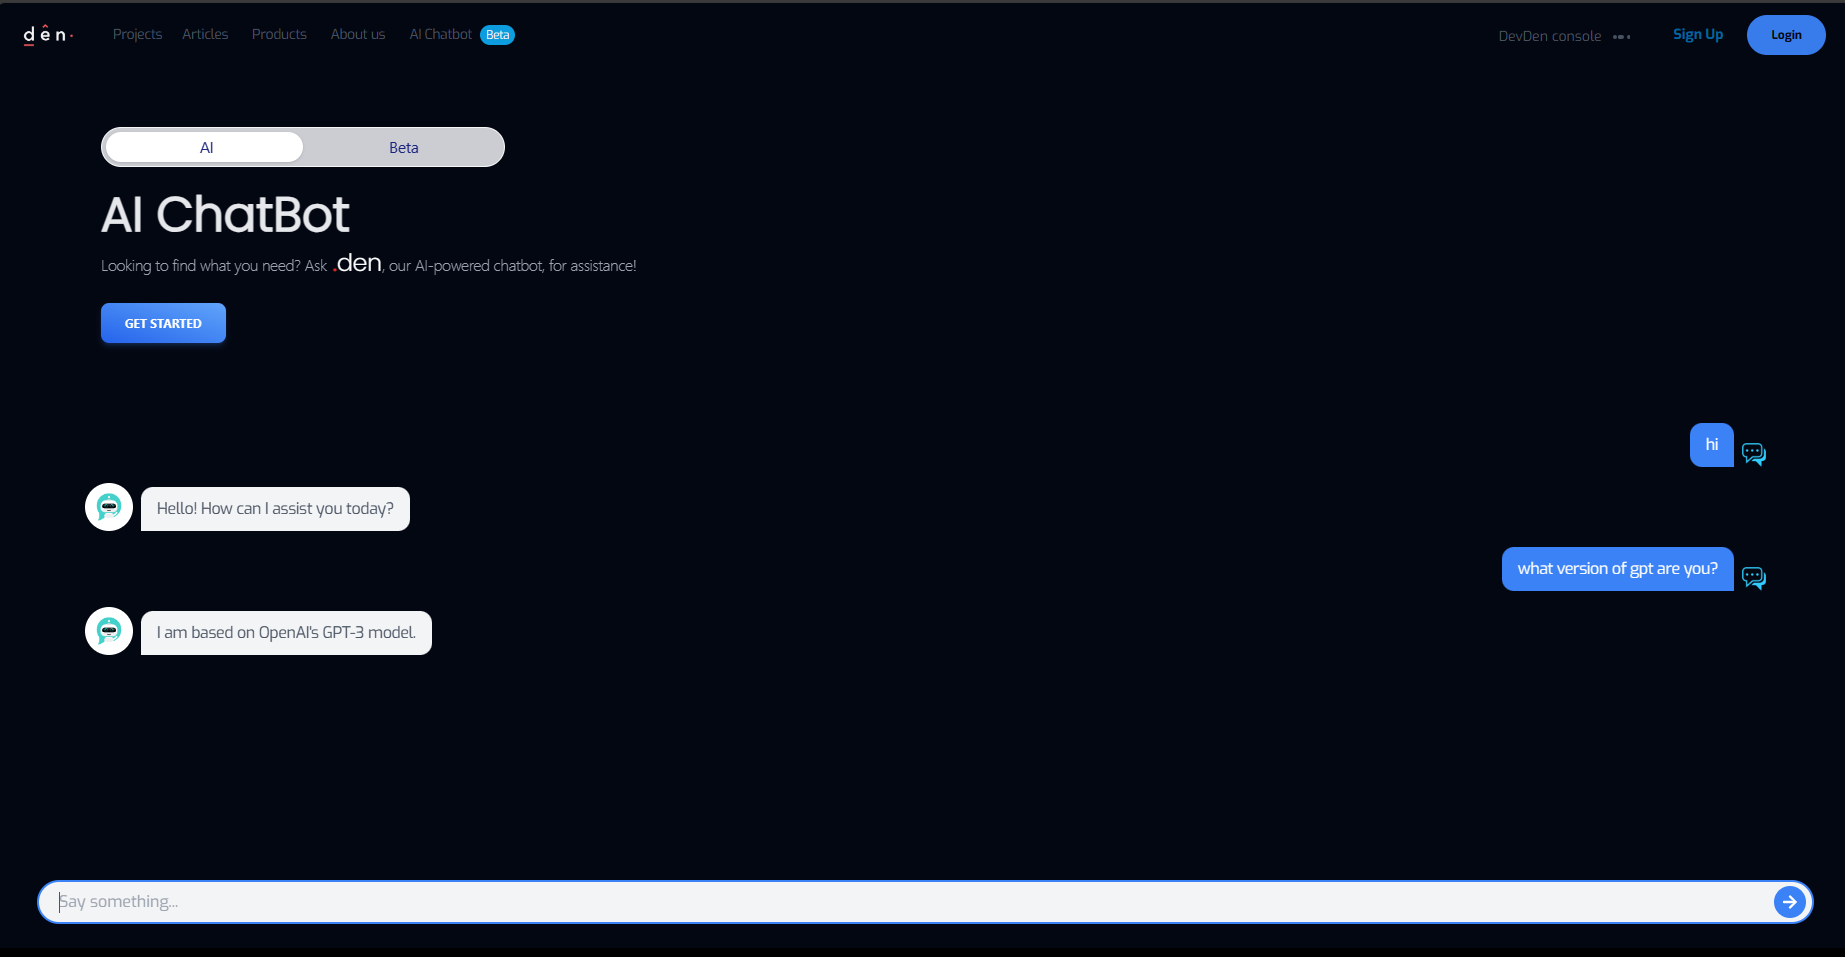 dên.
Projects Articles Products About us AI Chatbot Beta DevDen console Sign Up Login
AI Beta
AI ChatBot
Looking to find what you need? Ask .den, our AI-powered chatbot, for assistance!
GET STARTED
hi
Hello! How can I assist you today?
what version of gpt are you?
I am based on OpenAI's GPT-3 model.
Say something...